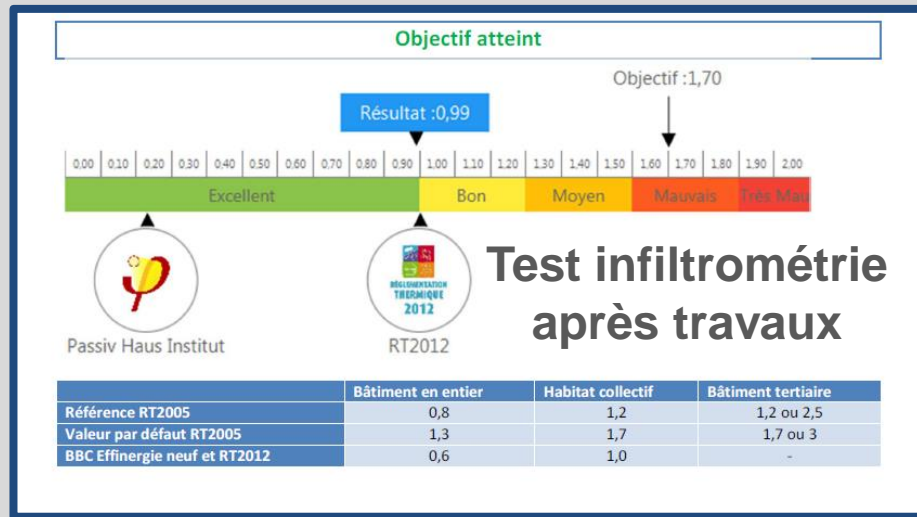 Objectif atteint
Objectif :1,70
Résultat :0,99
0.00 0.10 0.20 0.30 0.40 0.50 0.60 0.70 0.80 0.90 1.00 1.10 1.20 1.30 1.40 1.50 1.60 1.70 1.80 1.90 2.00
Excellent Bon Moyen Mauvais Très Mau
RÉGLEMENTATION
THERMIQUE
2012
Passiv Haus Institut RT2012
Test infiltrométrie
après travaux
Bâtiment en entier Habitat collectif Bâtiment tertiaire
Référence RT2005 0,8 1,2 1,2 ou 2,5
Valeur par défaut RT2005 1,3 1,7 1,7 ou 3
BBC Effinergie neuf et RT2012 0,6 1,0 -